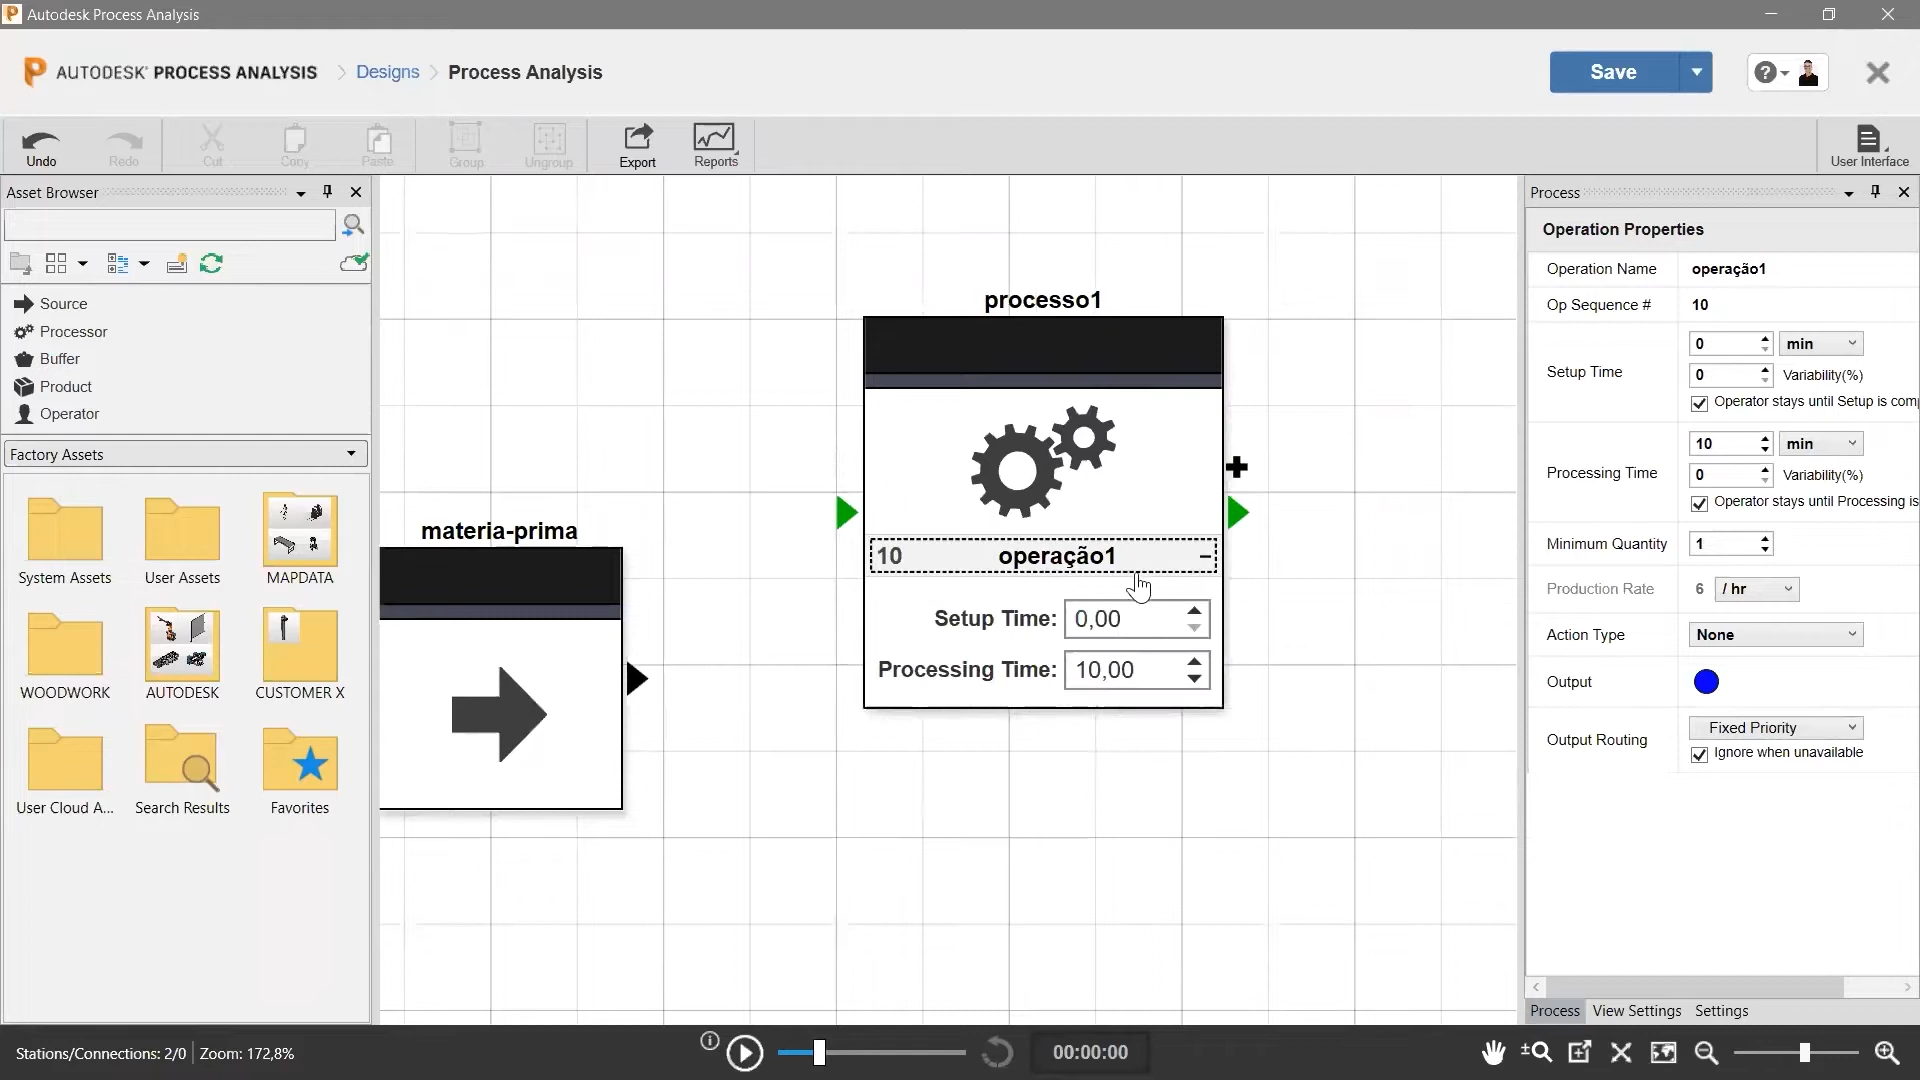 Autodesk Process Analysis
AUTODESK® PROCESS ANALYSIS
Designs
Process Analysis
Save
Undo
Redo
Cut
Copy
Paste
Group
Ungroup
Export
Reports
User Interface
Asset Browser
Source
Processor
Buffer
Product
Operator
Factory Assets
System Assets
User Assets
MAPDATA
WOODWORK
AUTODESK
CUSTOMER X
User Cloud A...
Search Results
Favorites
materia-prima
processo1
10 operação1
Setup Time: 0,00
Processing Time: 10,00
Process
Operation Properties
Operation Name operação1
Op Sequence # 10
Setup Time
0 min
0 Variability(%)
Operator stays until Setup is com
Processing Time
10 min
0 Variability(%)
Operator stays until Processing is
Minimum Quantity 1
Production Rate 6 / hr
Action Type None
Output
Output Routing
Fixed Priority
Ignore when unavailable
Process View Settings Settings
Stations/Connections: 2/0 Zoom: 172,8%
00:00:00